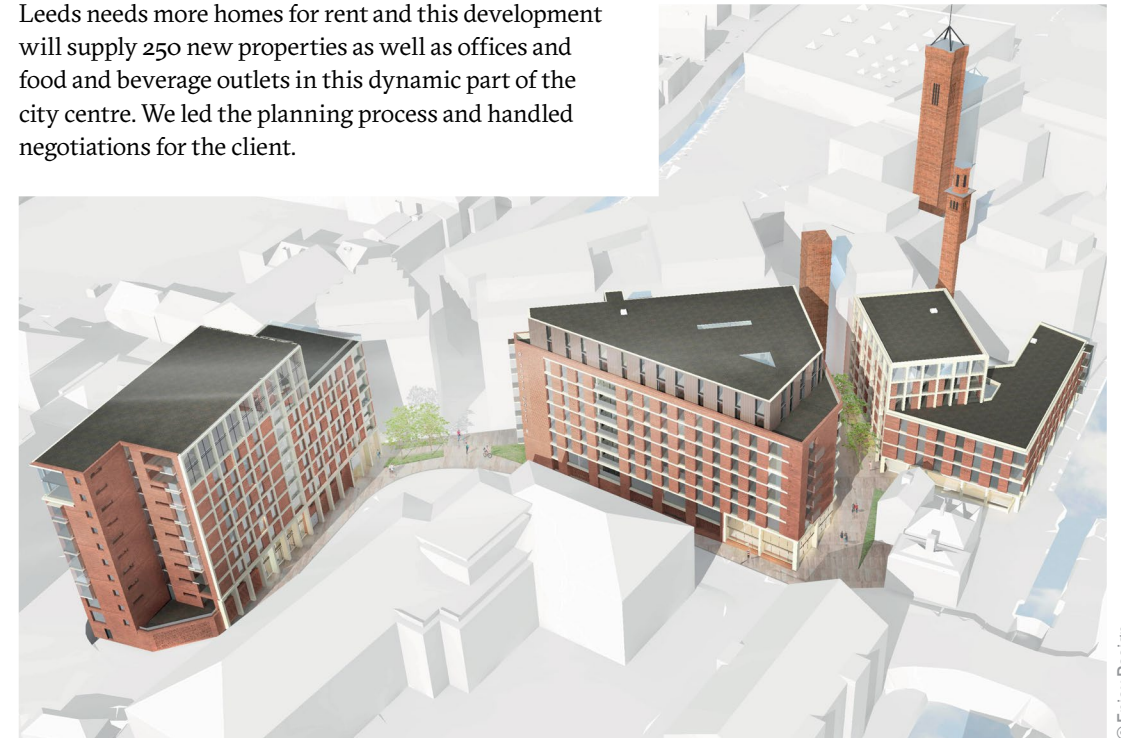 Leeds needs more homes for rent and this development
will supply 250 new properties as well as offices and
food and beverage outlets in this dynamic part of the
city centre. We led the planning process and handled
negotiations for the client.